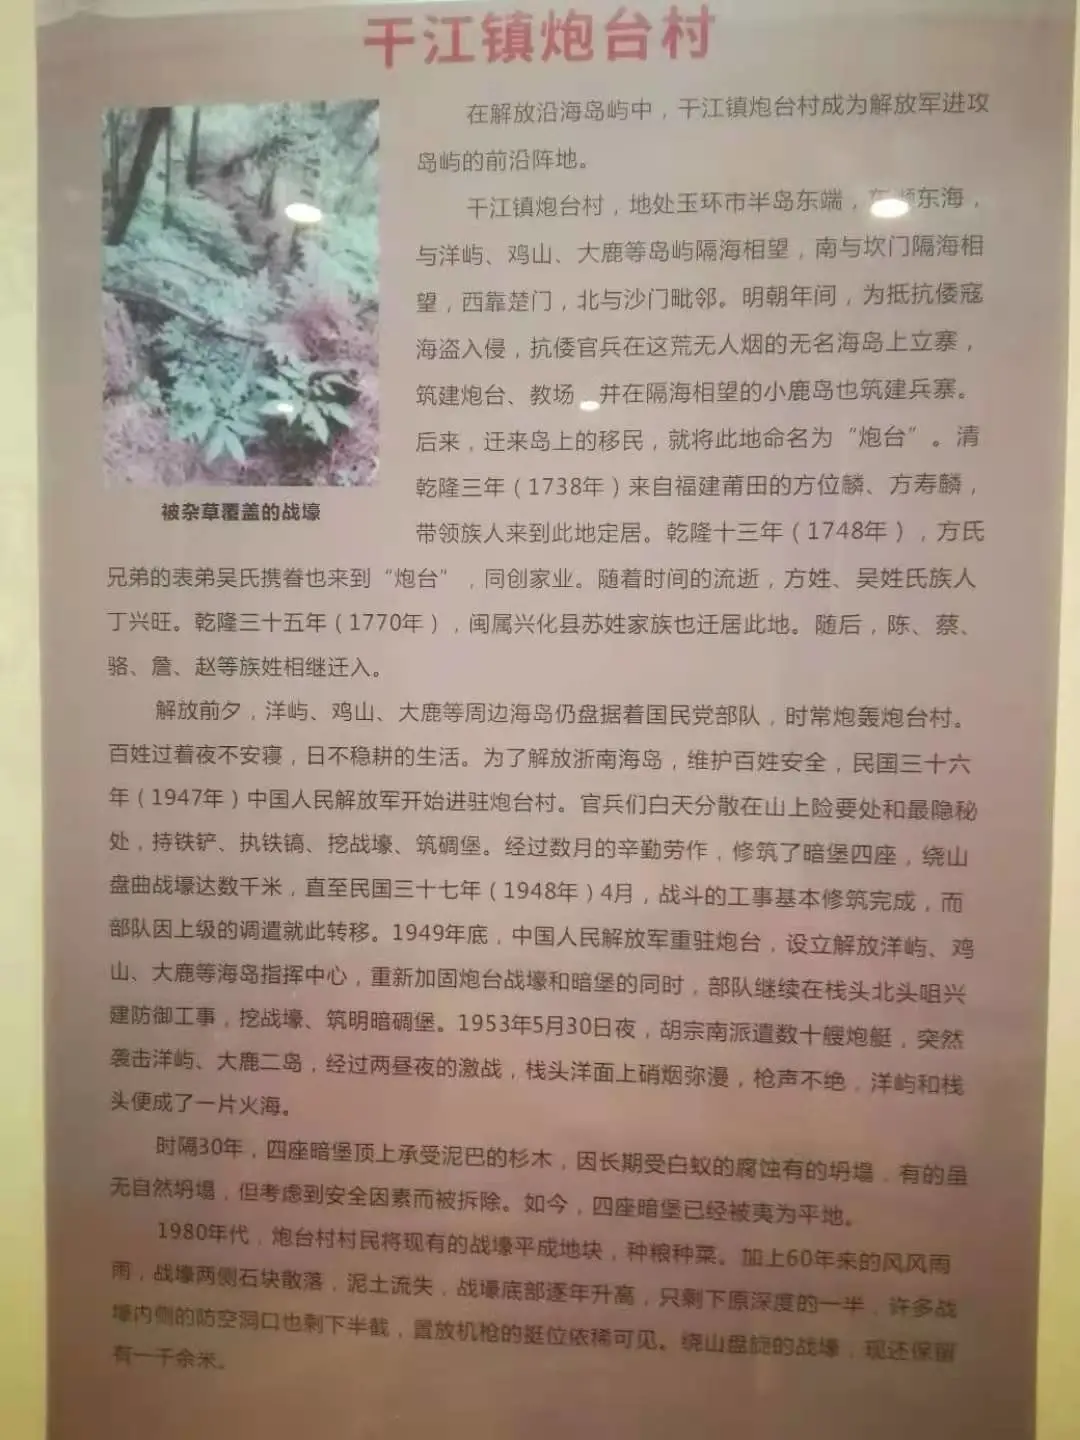 干江镇炮台村
在解放沿海岛屿中，干江镇炮台村成为解放军进攻
岛屿的前沿阵地。
干江镇炮台村，地处玉环市半岛东端，东濒东海，
与洋屿、鸡山、大鹿等岛屿隔海相望，南与坎门隔海相
望，西靠楚门，北与沙门毗邻。明朝年间，为抵抗倭寇
海盗入侵，抗倭官兵在这荒无人烟的无名海岛上立寨，
筑建炮台、教场，并在隔海相望的小鹿岛也筑建兵寨。
后来，迁来岛上的移民，就将此地命名为“炮台”。清
乾隆三年（1738年）来自福建莆田的方位麟、方寿麟，
带领族人来到此地定居。乾隆十三年（1748年），方氏
被杂草覆盖的战壕
兄弟的表弟吴氏携眷也来到“炮台”，同创家业。随着时间的流逝，方姓、吴姓氏族人
丁兴旺。乾隆三十五年（1770年），闽属兴化县苏姓家族也迁居此地。随后，陈、蔡、
骆、詹、赵等族姓相继迁入。
解放前夕，洋屿、鸡山、大鹿等周边海岛仍盘据着国民党部队，时常炮轰炮台村。
百姓过着夜不安寝，日不稳耕的生活。为了解放浙南海岛，维护百姓安全，民国三十六
年（1947年）中国人民解放军开始进驻炮台村。官兵们白天分散在山上险要处和最隐秘
处，持铁铲、执铁镐、挖战壕、筑碉堡。经过数月的辛勤劳作，修筑了暗堡四座，绕山
盘曲战壕达数千米，直至民国三十七年（1948年）4月，战斗的工事基本修筑完成，而
部队因上级的调遣就此转移。1949年底，中国人民解放军重驻炮台，设立解放洋屿、鸡
山、大鹿等海岛指挥中心，重新加固炮台战壕和暗堡的同时，部队继续在栈头北头咀兴
建防御工事，挖战壕、筑明暗碉堡。1953年5月30日夜，胡宗南派遣数十艘炮艇，突然
袭击洋屿、大鹿二岛，经过两昼夜的激战，栈头洋面上硝烟弥漫，枪声不绝，洋屿和栈
头便成了一片火海。
时隔30年，四座暗堡顶上承受泥巴的杉木，因长期受白蚁的腐蚀有的坍塌，有的虽
无自然坍塌，但考虑到安全因素而被拆除。如今，四座暗堡已经被夷为平地。
1980年代，炮台村村民将现有的战壕平成地块，种粮种菜。加上60年来的风风雨
雨，战壕两侧石块散落，泥土流失，战壕底部逐年升高，只剩下原深度的一半，许多战
壕内侧的防空洞口也剩下半截，置放机枪的挺位依稀可见。绕山盘旋的战壕，现还保留
有一千余米。